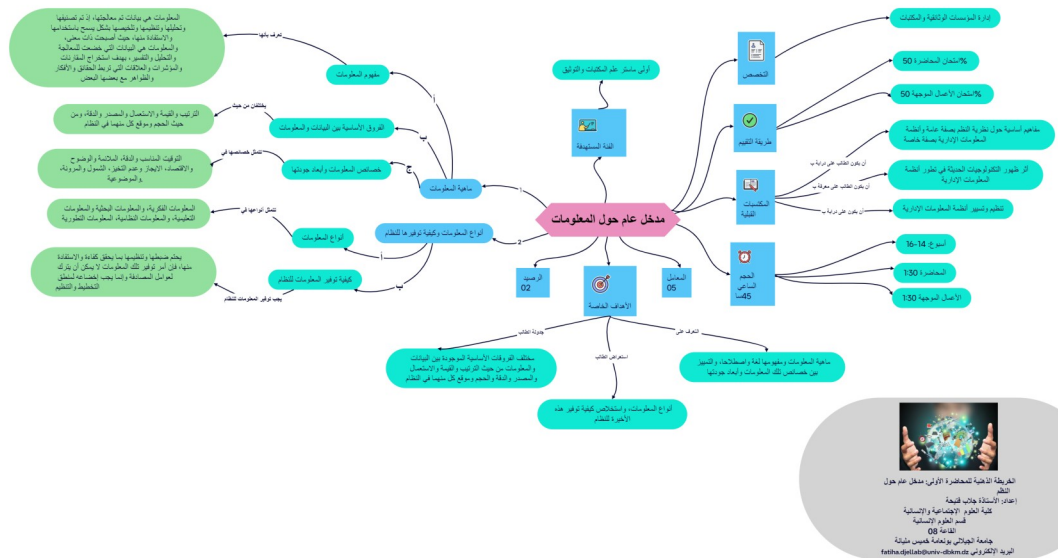 مدخل عام حول المعلومات
التخصص
إدارة المؤسسات الوثائقية والمكتبات
طريقة التقييم
%امتحان المحاضرة 50
%امتحان الأعمال الموجهة 50
المكتسبات
القبلية
أن يكون الطالب على دراية ب
مفاهيم أساسية حول نظرية النظم بصفة عامة وأنظمة
المعلومات الإدارية بصفة خاصة
أن يكون الطالب على معرفة ب
أثر ظهور التكنولوجيات الحديثة في تطور أنظمة
المعلومات الإدارية
أن يكون على دراية ب
تنظيم وتسيير أنظمة المعلومات الإدارية
الحجم
الساعي
45سا
أسبوع: 14-16
المحاضرة 1:30
الأعمال الموجهة 1:30
المعامل
05
الأهداف الخاصة
التعرف على
ماهية المعلومات ومفهومها لغة واصطلاحا، والتمييز
بين خصائص تلك المعلومات وأبعاد جودتها
استعراض الطالب
أنواع المعلومات، واستخلاص كيفية توفير هذه
الأخيرة للنظام
جدولة الطالب
مختلف الفروقات الأساسية الموجودة بين البيانات
والمعلومات من حيث الترتيب والقيمة والاستعمال
والمصدر والدقة والحجم وموقع كل منهما في النظام
الرصيد
02
الفئة المستهدفة
أولى ماستر علم المكتبات والتوثيق
1
ماهية المعلومات
أ
مفهوم المعلومات
تعرف بأنها
المعلومات هي بيانات تم معالجتها، إذ تم تصنيفها
وتحليلها وتنظيمها وتلخيصها بشكل يسمح باستخدامها
والاستفادة منها، حيث أصبحت ذات معنى،
والمعلومات هي البيانات التي خضعت للمعالجة
والتحليل والتفسير، بهدف استخراج المقارنات
والمؤشرات والعلاقات التي تربط الحقائق والأفكار
والظواهر مع بعضها البعض
ب
الفروق الأساسية بين البيانات والمعلومات
يختلفان من حيث
الترتيب والقيمة والاستعمال والمصدر والدقة، ومن
حيث الحجم وموقع كل منهما في النظام
ج
خصائص المعلومات وأبعاد جودتها
تتمثل خصائصها في
التوقيت المناسب والدقة، الملائمة والوضوح
والاقتصاد، الإيجاز وعدم التحيز، الشمول والمرونة،
والموضوعية.
2
أنواع المعلومات وكيفية توفيرها للنظام
أ
أنواع المعلومات
تتمثل أنواعها في
المعلومات الفكرية، والمعلومات البحثية والمعلومات
التعليمية، والمعلومات النظامية، المعلومات التطورية
ب
كيفية توفير المعلومات للنظام
يجب توفير المعلومات للنظام
يحتم ضبطها وتنظيمها بما يحقق كفاءة والاستفادة
منها، فإن أمر توفير تلك المعلومات لا يمكن أن يترك
لعوامل المصادفة وإنما يجب إخضاعه لمنطق
التخطيط والتنظيم
الخريطة الذهنية للمحاضرة الأولى: مدخل عام حول
النظم
إعداد: الأستاذة جلاب فتيحة
كلية العلوم الإجتماعية والإنسانية
قسم العلوم الإنسانية
القاعة 08
جامعة الجيلالي بونعامة خميس مليانة
البريد الإلكتروني fatiha.djellab@univ-dbkm.dz